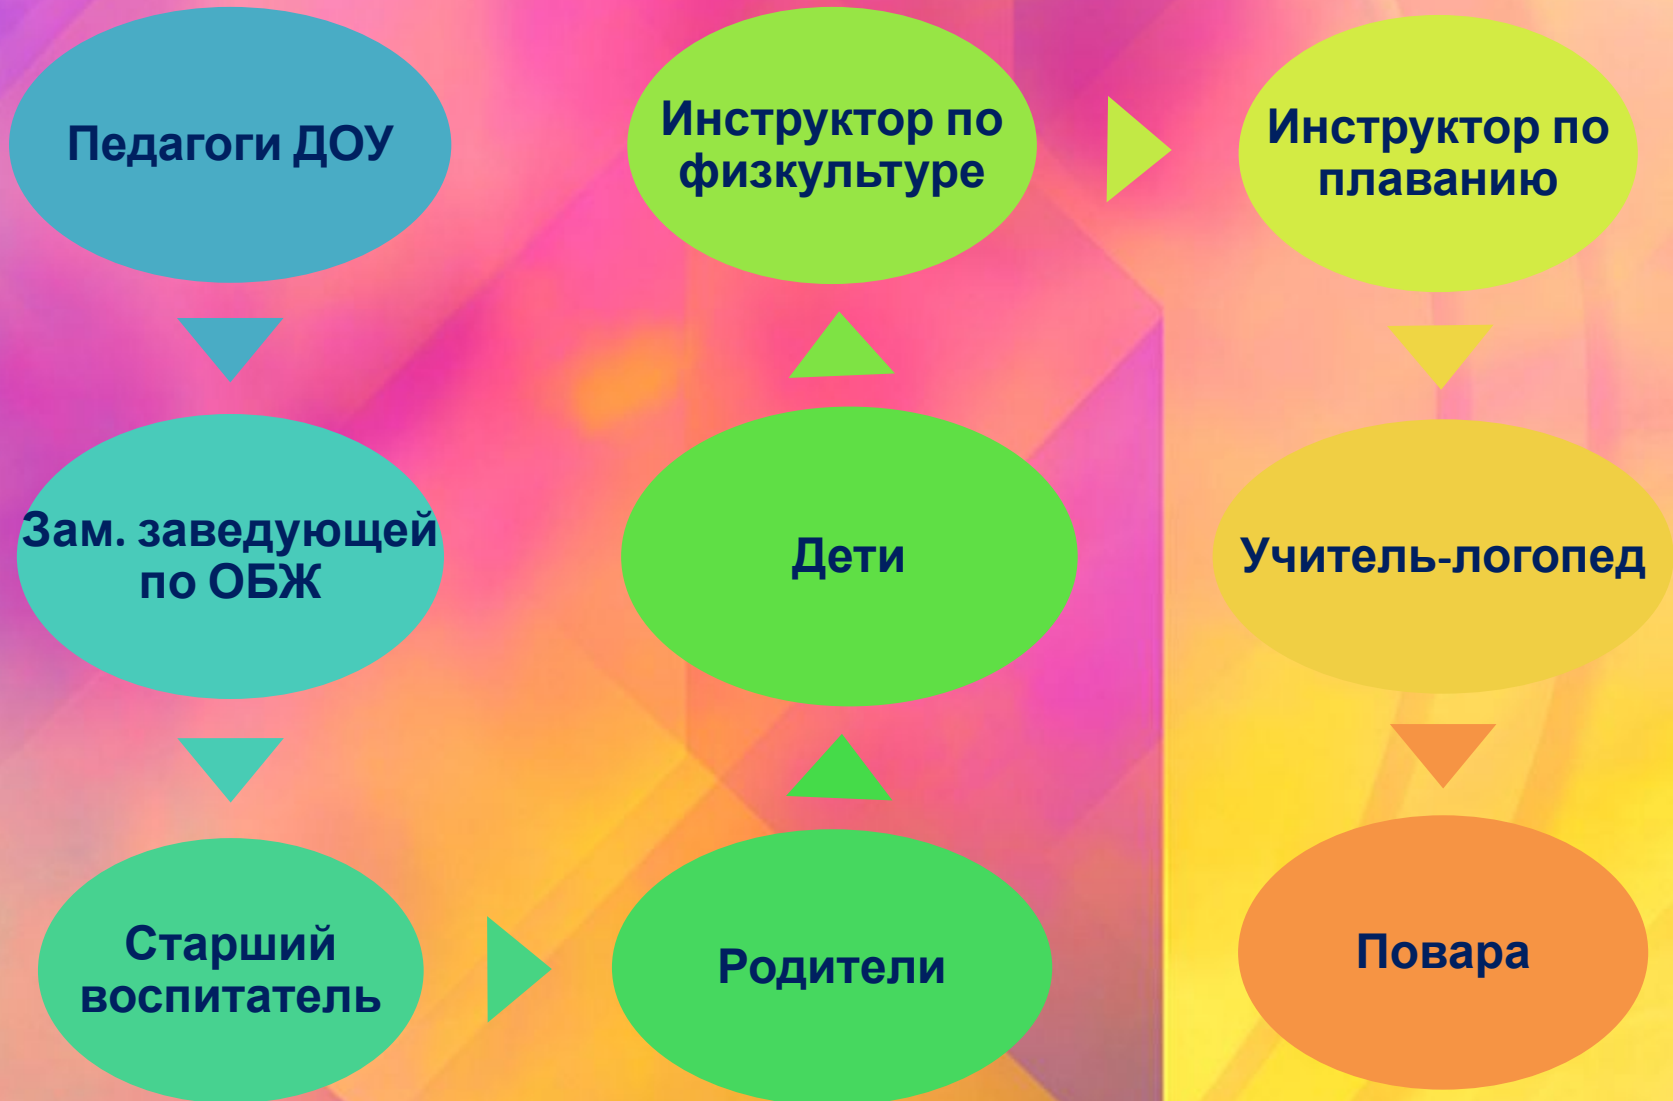 Педагоги ДОУ
Зам. заведующей
по ОБЖ
Старший
воспитатель
Родители
Дети
Инструктор по
физкультуре
Инструктор по
плаванию
Учитель-логопед
Повара